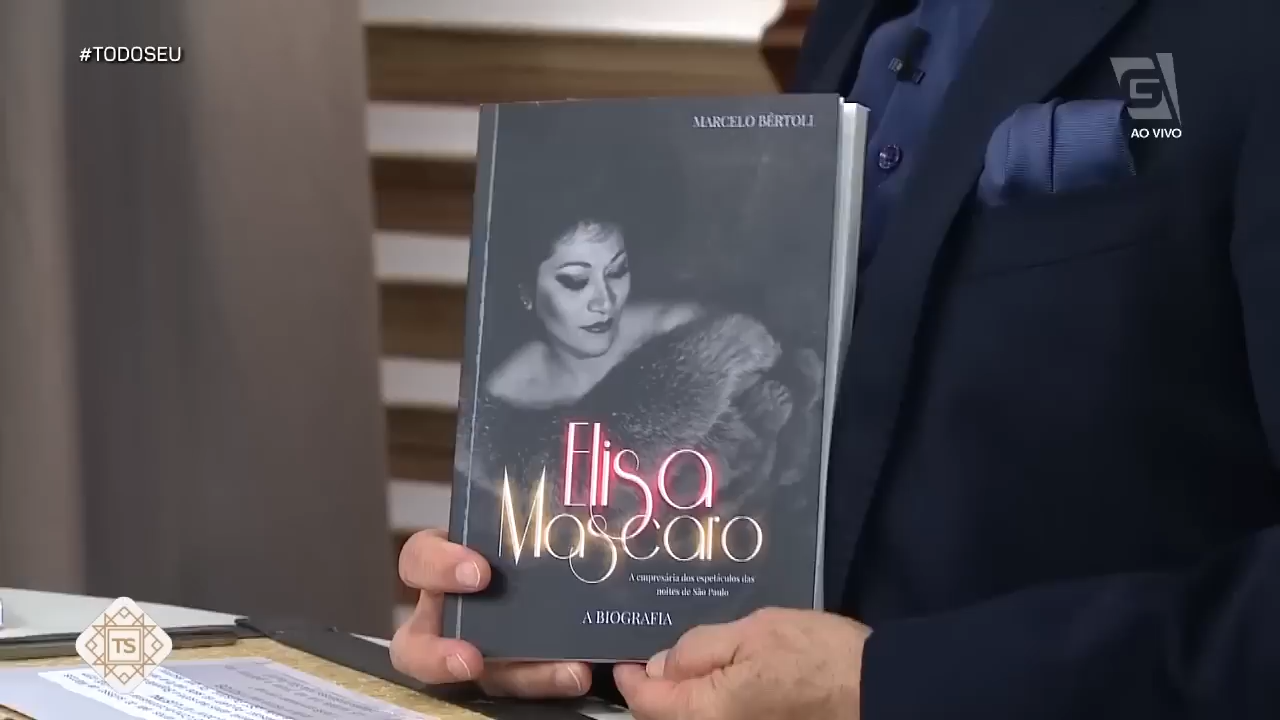 #TODOSEU
AO VIVO
MARCELO BÉRTOLI
Elisa
Mascaro
A empresária dos espetáculos das
noites de São Paulo
A BIOGRAFIA
TS